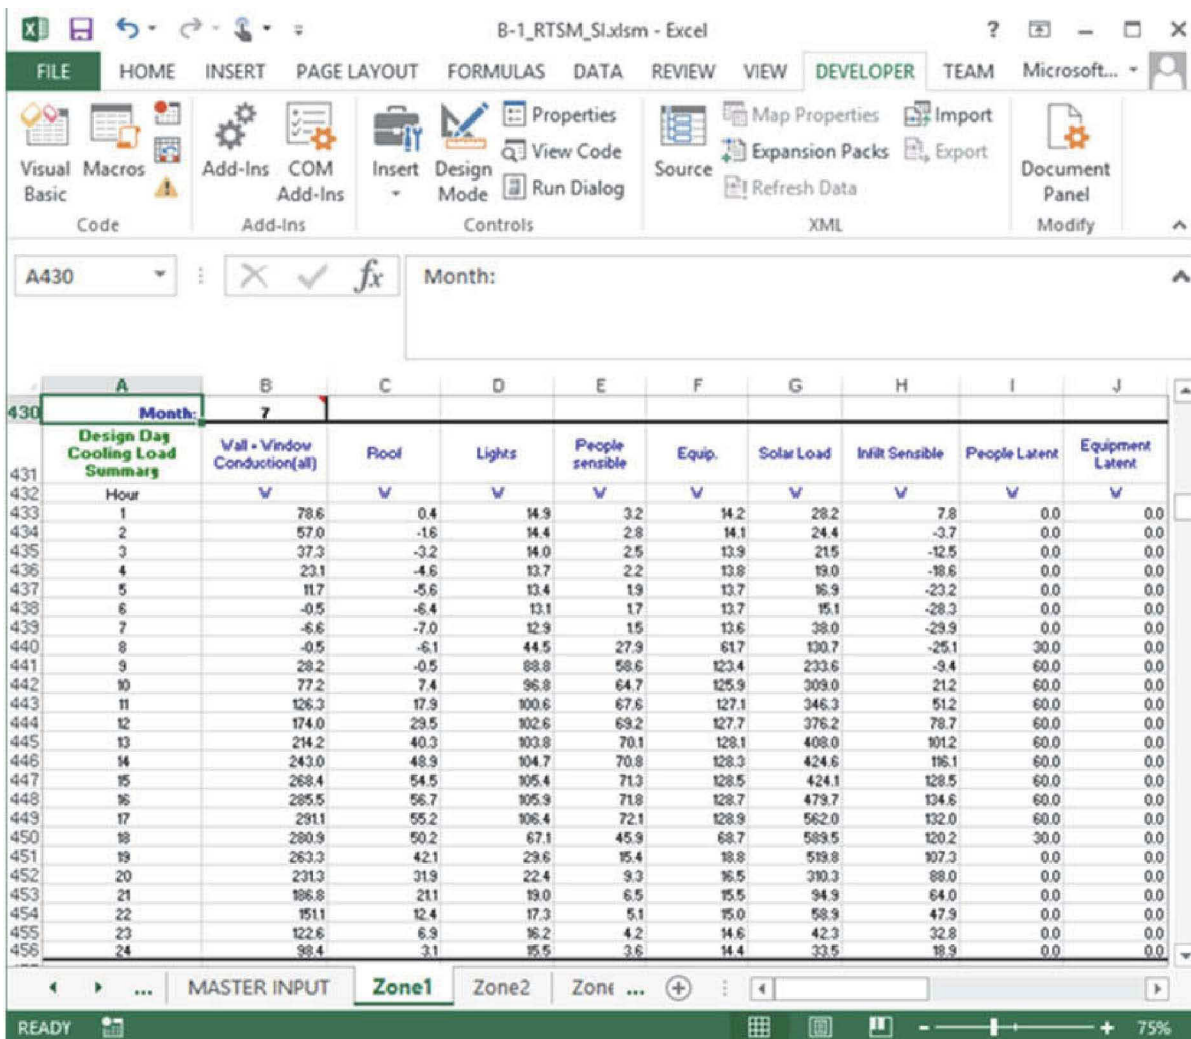 B-1_RTSM_SI.xlsm - Excel
FILE HOME INSERT PAGE LAYOUT FORMULAS DATA REVIEW VIEW DEVELOPER TEAM Microsoft...
Visual Basic Macros Add-Ins COM Add-Ins Insert Design Mode Properties View Code Run Dialog Source Map Properties Expansion Packs Refresh Data Import Export Document Panel
Code Add-Ins Controls XML Modify
A430 fx Month:
A B C D E F G H I J
430 Month: 7
431 Design Day Cooling Load Summary Wall - Window Conduction(all) Roof Lights People sensible Equip. Solar Load Infilt Sensible People Latent Equipment Latent
432 Hour W W W W W W W W W
433 1 78.6 0.4 14.9 3.2 14.2 28.2 7.8 0.0 0.0
434 2 57.0 -1.6 14.4 2.8 14.1 24.4 -3.7 0.0 0.0
435 3 37.3 -3.2 14.0 2.5 13.9 21.5 -12.5 0.0 0.0
436 4 23.1 -4.6 13.7 2.2 13.8 19.0 -18.6 0.0 0.0
437 5 11.7 -5.6 13.4 1.9 13.7 16.9 -23.2 0.0 0.0
438 6 -0.5 -6.4 13.1 1.7 13.7 15.1 -28.3 0.0 0.0
439 7 -6.6 -7.0 12.9 1.5 13.6 38.0 -29.9 0.0 0.0
440 8 -0.5 -6.1 44.5 27.9 61.7 130.7 -25.1 30.0 0.0
441 9 28.2 -0.5 88.8 58.6 123.4 233.6 -9.4 60.0 0.0
442 10 77.2 7.4 96.8 64.7 125.9 309.0 21.2 60.0 0.0
443 11 126.3 17.9 100.6 67.6 127.1 346.3 51.2 60.0 0.0
444 12 174.0 29.5 102.6 69.2 127.7 376.2 78.7 60.0 0.0
445 13 214.2 40.3 103.8 70.1 128.1 408.0 101.2 60.0 0.0
446 14 243.0 48.9 104.7 70.8 128.3 424.6 116.1 60.0 0.0
447 15 268.4 54.5 105.4 71.3 128.5 424.1 128.5 60.0 0.0
448 16 285.5 56.7 105.9 71.8 128.7 479.7 134.6 60.0 0.0
449 17 291.1 55.2 106.4 72.1 128.9 562.0 132.0 60.0 0.0
450 18 280.9 50.2 67.1 45.9 68.7 589.5 120.2 30.0 0.0
451 19 263.3 42.1 29.6 15.4 18.8 519.8 107.3 0.0 0.0
452 20 231.3 31.9 22.4 9.3 16.5 310.3 88.0 0.0 0.0
453 21 186.8 21.1 19.0 6.5 15.5 94.9 64.0 0.0 0.0
454 22 151.1 12.4 17.3 5.1 15.0 58.9 47.9 0.0 0.0
455 23 122.6 6.9 16.2 4.2 14.6 42.3 32.8 0.0 0.0
456 24 98.4 3.1 15.5 3.6 14.4 33.5 18.9 0.0 0.0
... MASTER INPUT Zone1 Zone2 Zone ...
READY 75%